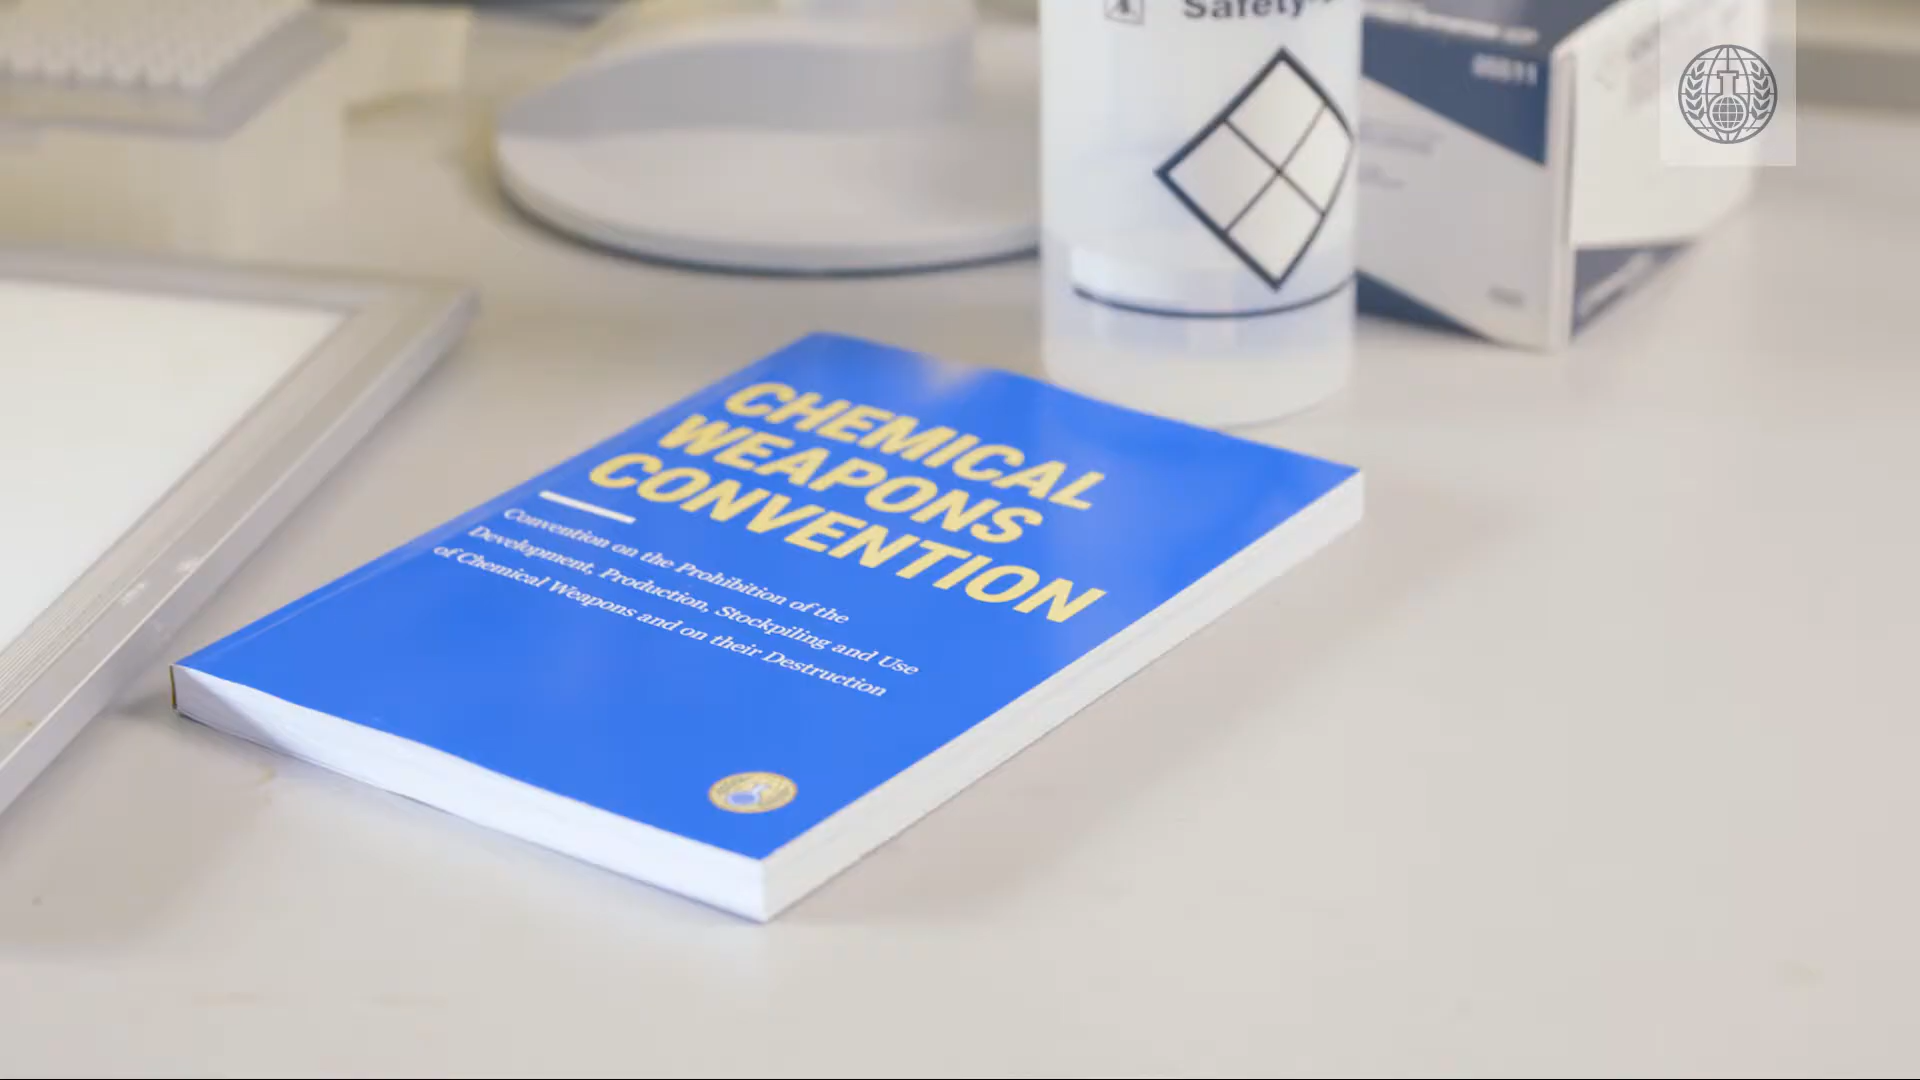 Safety
CHEMICAL
WEAPONS
CONVENTION
Convention on the Prohibition of the
Development, Production, Stockpiling and Use
of Chemical Weapons and on their Destruction